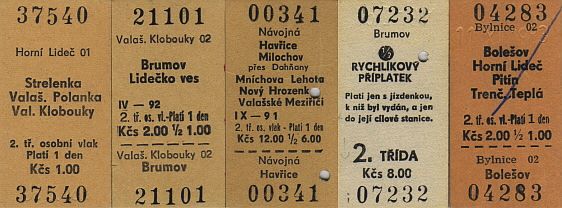 37540
Horní Lideč 01
Strelenka
Valaš. Polanka
Val. Klobouky
2. tř. osobní vlak
Platí 1 den
Kčs 1.00
37540
21101
Valaš. Klobouky 02
Brumov
Lidečko ves
IV - 92
2. tř. os. vl.-Platí 1 den
Kčs 2.00 ½ 1.00
Valaš. Klobouky 02
Brumov
21101
00341
Návojná
Havřice
Milochov
přes Dohňany
Mníchova Lehota
Nový Hrozenkov
Valašské Meziříčí
IX - 91
2. tř. os. vlak - Platí 1 den
Kčs 12.00 ½ 6.00
Návojná
Havřice
00341
07232
Brumov
½
RYCHLÍKOVÝ
PŘÍPLATEK
Platí jen s jízdenkou,
k níž byl vydán, a jen
do její cílové stanice.
2. TŘÍDA
Kčs 8.00
07232
04283
Bylnice 02
Bolešov
Horní Lideč
Pitín
Trenč. Teplá
2. tř. os. vl.-Platí 1 den
Kčs 2.00 ½ 1.00
Bylnice 02
Bolešov
04283